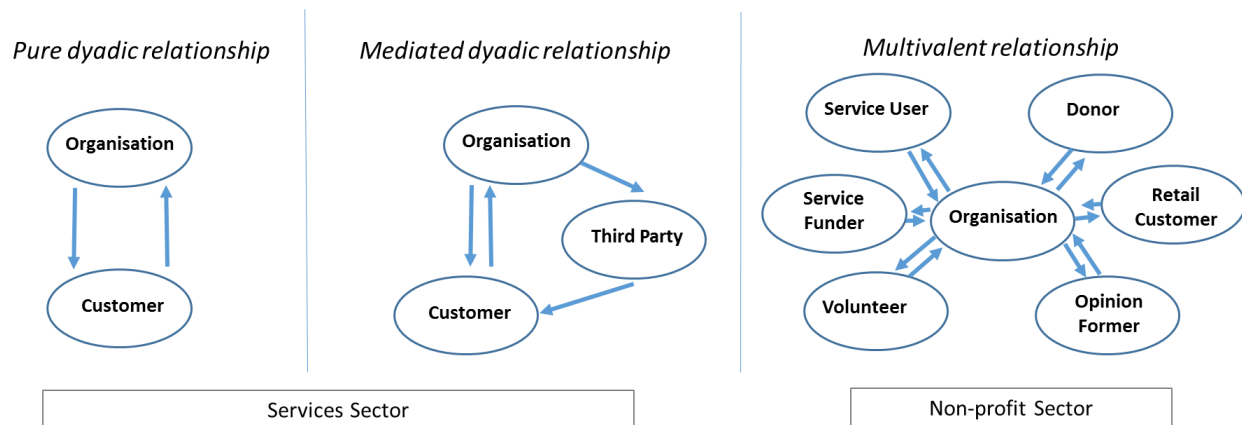 Pure dyadic relationship
Organisation
Customer
Mediated dyadic relationship
Organisation
Third Party
Customer
Multivalent relationship
Service User
Donor
Service
Funder
Organisation
Retail
Customer
Volunteer
Opinion
Former
Services Sector
Non-profit Sector